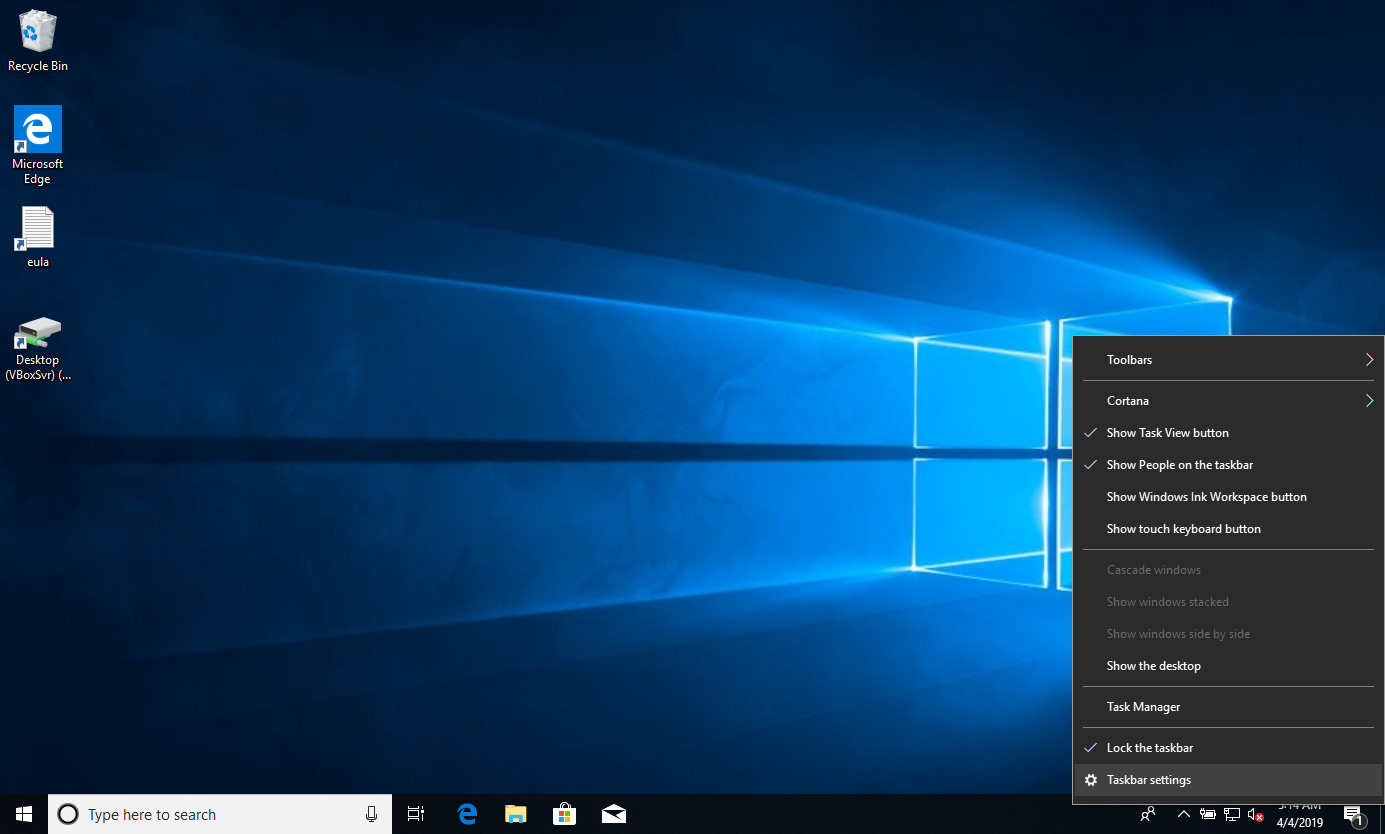 Recycle Bin
Microsoft
Edge
eula
Desktop
(VBoxSvr) (...
Toolbars
Cortana
Show Task View button
Show People on the taskbar
Show Windows Ink Workspace button
Show touch keyboard button
Cascade windows
Show windows stacked
Show windows side by side
Show the desktop
Task Manager
Lock the taskbar
Taskbar settings
Type here to search
4/4/2019
1